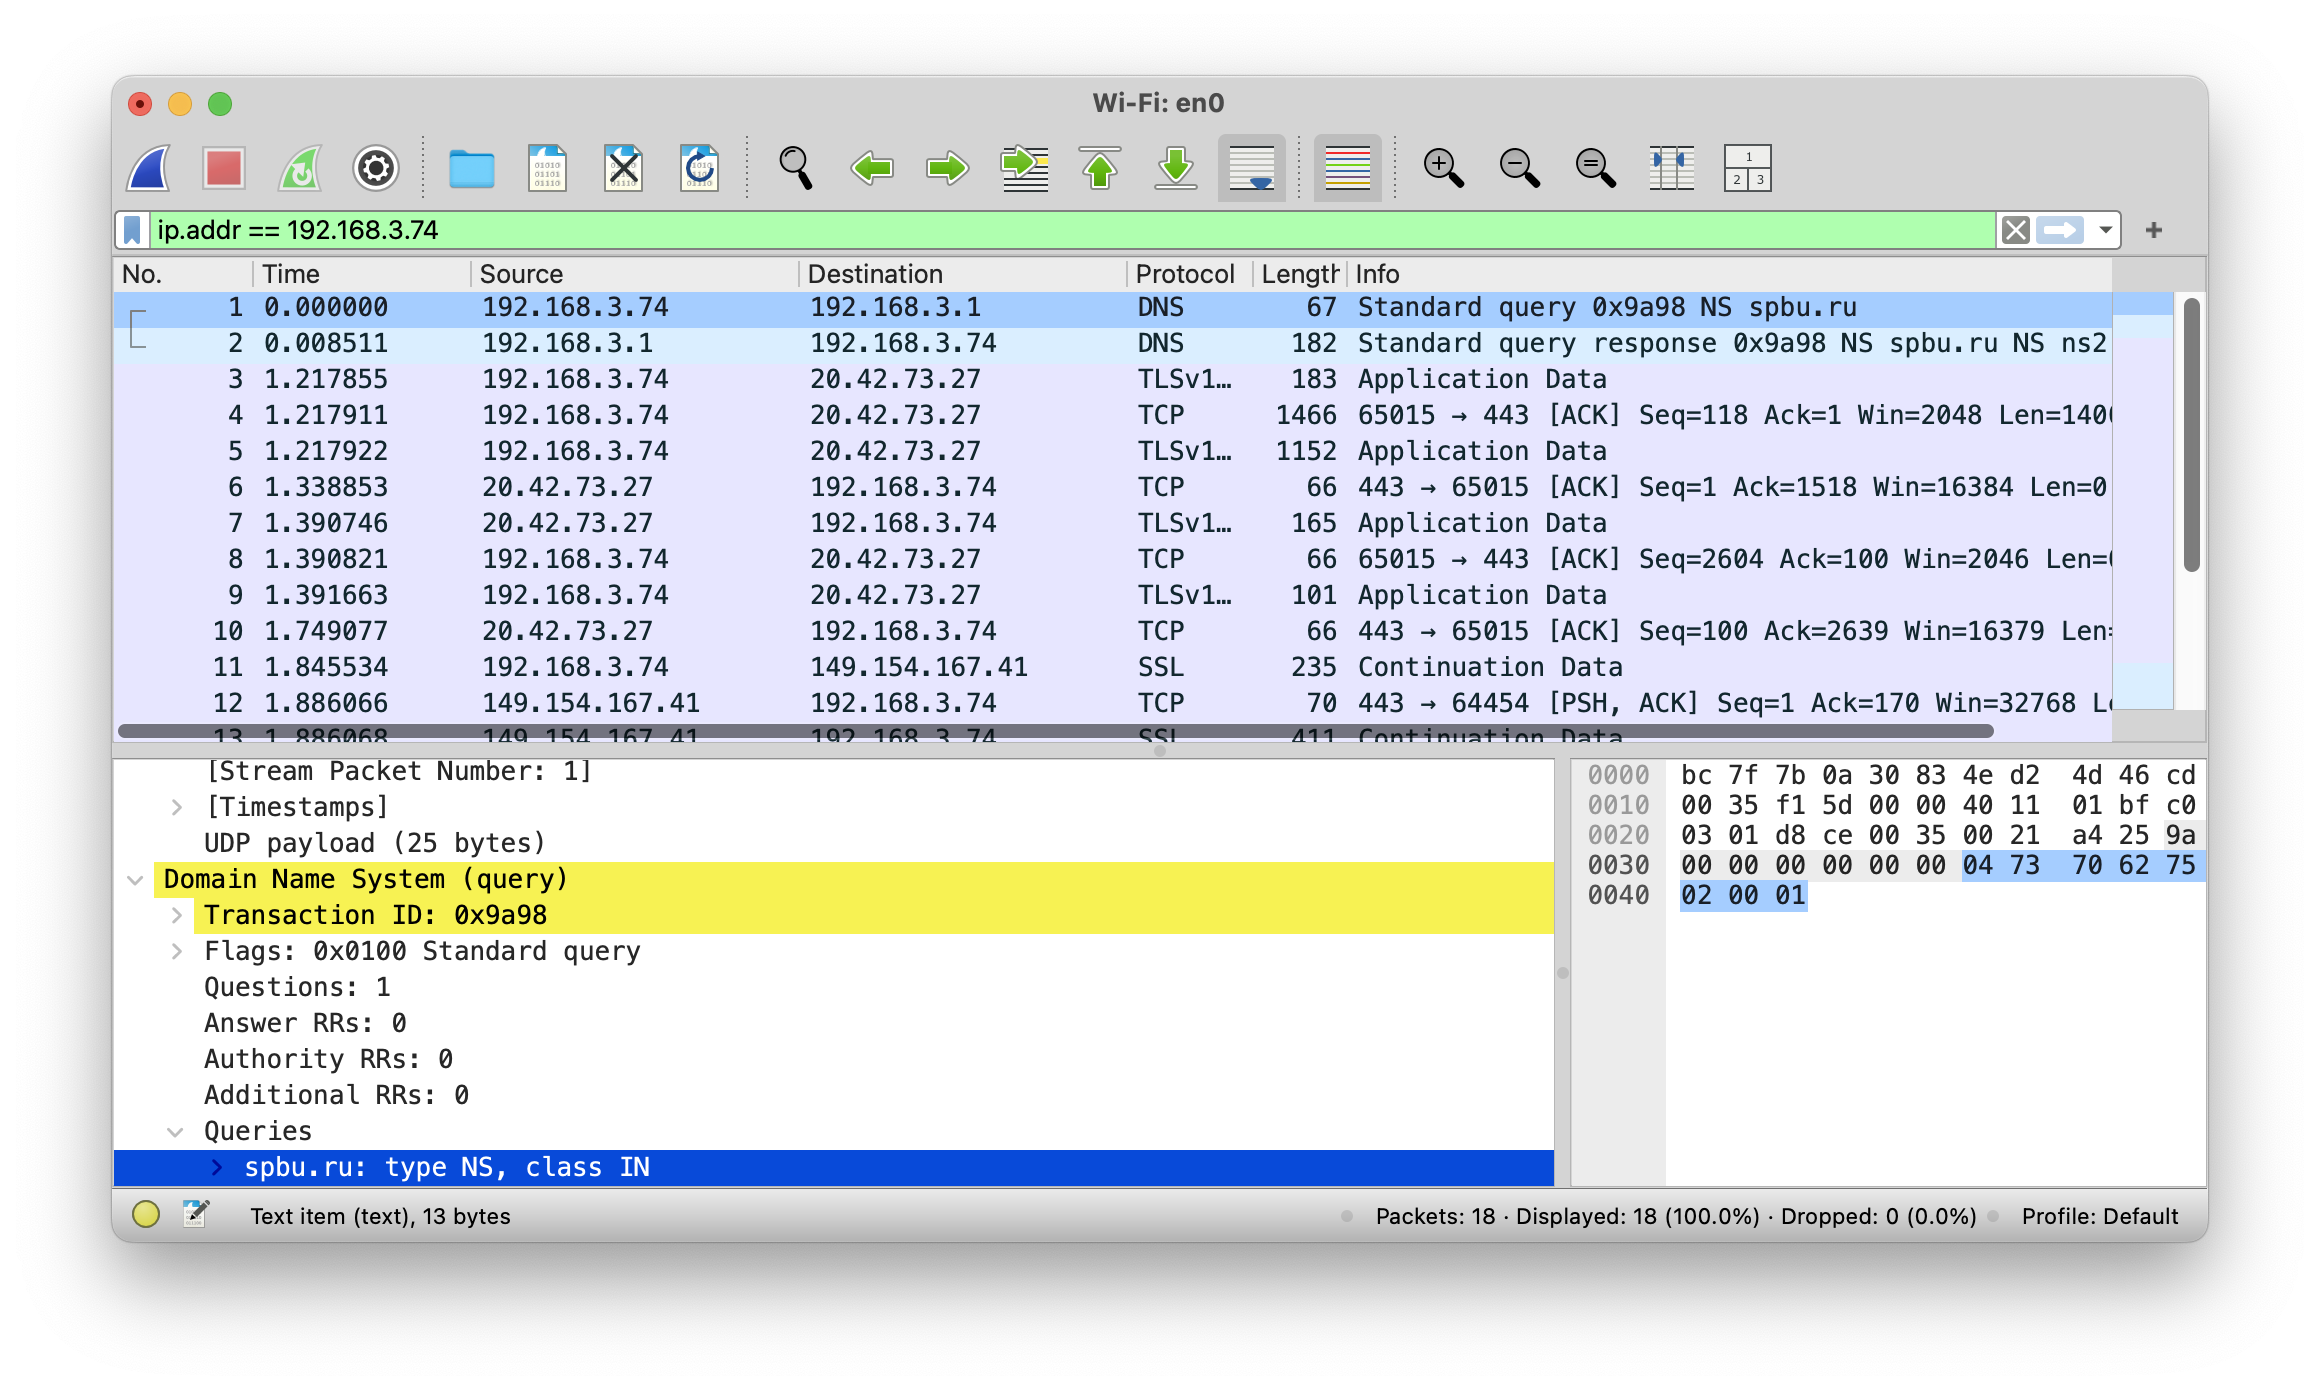 Wi-Fi: en0
ip.addr == 192.168.3.74
No. Time Source Destination Protocol Length Info
1 0.000000 192.168.3.74 192.168.3.1 DNS 67 Standard query 0x9a98 NS spbu.ru
2 0.008511 192.168.3.1 192.168.3.74 DNS 182 Standard query response 0x9a98 NS spbu.ru NS ns2
3 1.217855 192.168.3.74 20.42.73.27 TLSv1… 183 Application Data
4 1.217911 192.168.3.74 20.42.73.27 TCP 1466 65015 → 443 [ACK] Seq=118 Ack=1 Win=2048 Len=140
5 1.217922 192.168.3.74 20.42.73.27 TLSv1… 1152 Application Data
6 1.338853 20.42.73.27 192.168.3.74 TCP 66 443 → 65015 [ACK] Seq=1 Ack=1518 Win=16384 Len=0
7 1.390746 20.42.73.27 192.168.3.74 TLSv1… 165 Application Data
8 1.390821 192.168.3.74 20.42.73.27 TCP 66 65015 → 443 [ACK] Seq=2604 Ack=100 Win=2046 Len=
9 1.391663 192.168.3.74 20.42.73.27 TLSv1… 101 Application Data
10 1.749077 20.42.73.27 192.168.3.74 TCP 66 443 → 65015 [ACK] Seq=100 Ack=2639 Win=16379 Len=
11 1.845534 192.168.3.74 149.154.167.41 SSL 235 Continuation Data
12 1.886066 149.154.167.41 192.168.3.74 TCP 70 443 → 64454 [PSH, ACK] Seq=1 Ack=170 Win=32768 L
13 1.886068 149.154.167.41 192.168.3.74 SSL 411 Continuation Data
[Stream Packet Number: 1]
[Timestamps]
UDP payload (25 bytes)
Domain Name System (query)
Transaction ID: 0x9a98
Flags: 0x0100 Standard query
Questions: 1
Answer RRs: 0
Authority RRs: 0
Additional RRs: 0
Queries
spbu.ru: type NS, class IN
0000 bc 7f 7b 0a 30 83 4e d2 4d 46 cd
0010 00 35 f1 5d 00 00 40 11 01 bf c0
0020 03 01 d8 ce 00 35 00 21 a4 25 9a
0030 00 00 00 00 00 00 04 73 70 62 75
0040 02 00 01
Text item (text), 13 bytes
Packets: 18 · Displayed: 18 (100.0%) · Dropped: 0 (0.0%)
Profile: Default